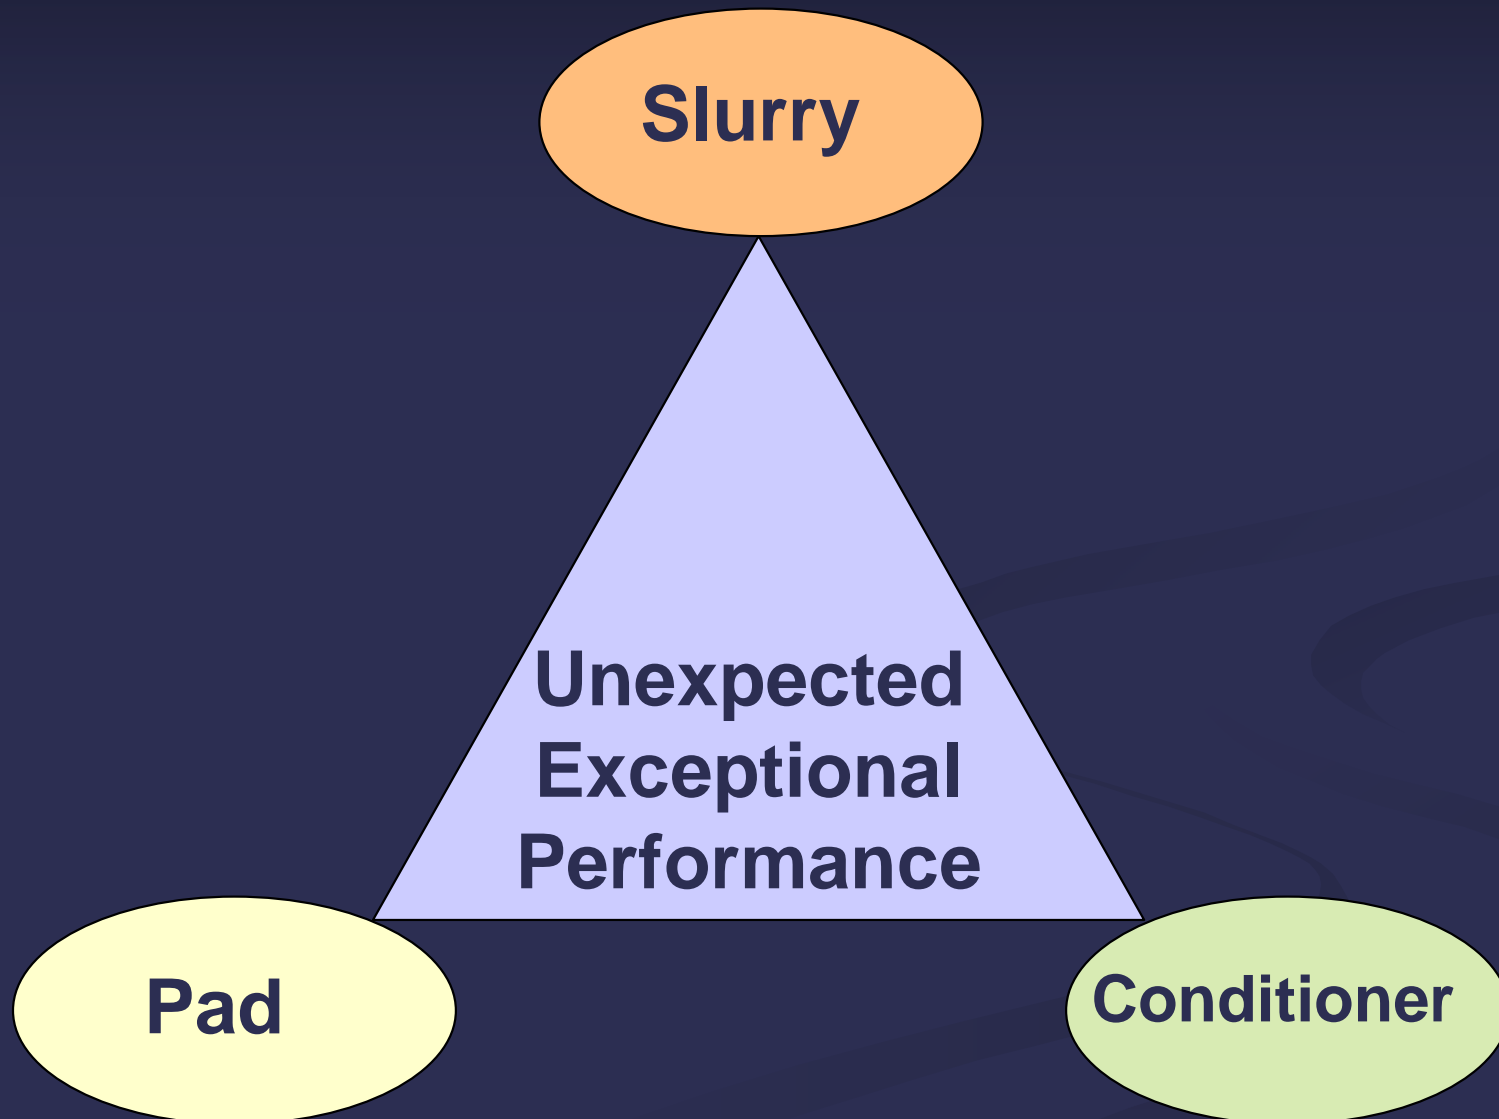 Slurry
Unexpected
Exceptional
Performance
Pad
Conditioner